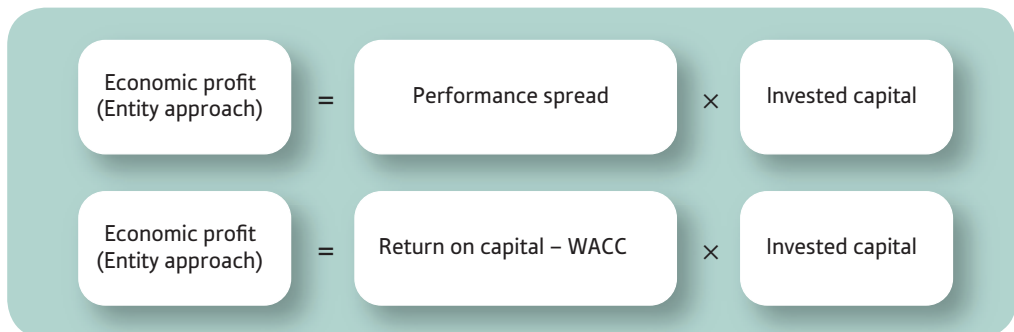 Economic profit
(Entity approach)
=
Performance spread
×
Invested capital
Economic profit
(Entity approach)
=
Return on capital – WACC
×
Invested capital